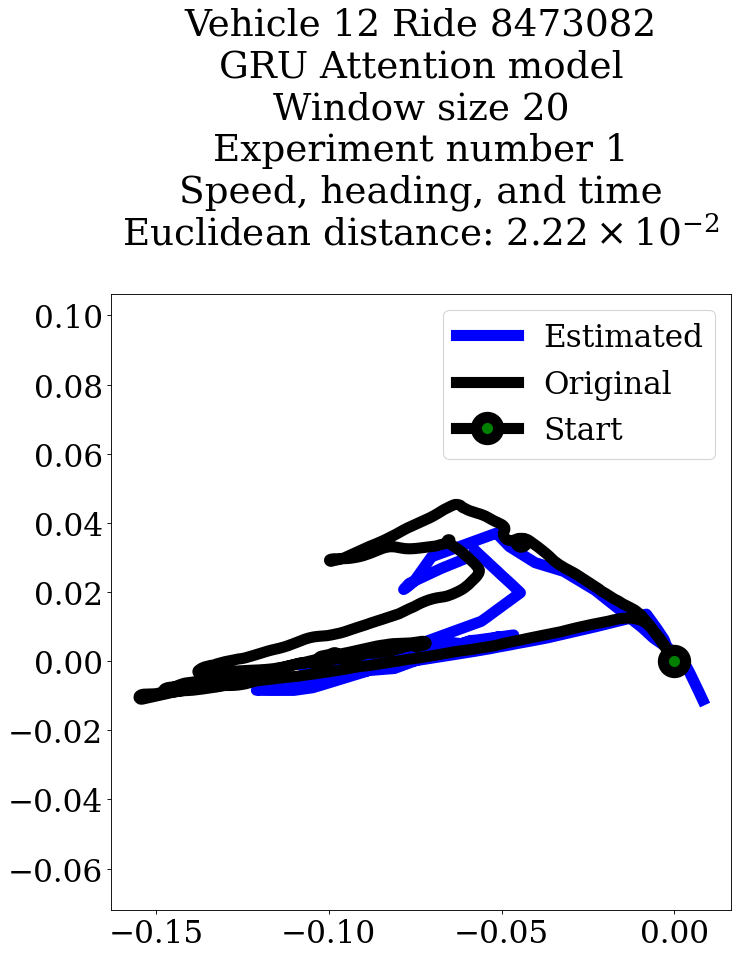 Vehicle 12 Ride 8473082
GRU Attention model
Window size 20
Experiment number 1
Speed, heading, and time
Euclidean distance: 2.22 × 10⁻²
Estimated
Original
Start
0.10
0.08
0.06
0.04
0.02
0.00
−0.02
−0.04
−0.06
−0.15
−0.10
−0.05
0.00